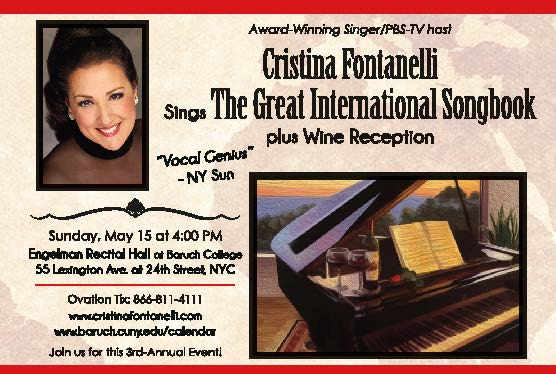 Award-Winning Singer/PBS-TV host
Cristina Fontanelli
Sings The Great International Songbook
plus Wine Reception
"Vocal Genius"
- NY Sun
Sunday, May 15 at 4:00 PM
Engelman Recital Hall at Baruch College
55 Lexington Ave. at 24th Street, NYC
Ovation Tix: 866-811-4111
www.cristinafontanelli.com
www.baruch.cuny.edu/calendar
Join us for this 3rd-Annual Event!